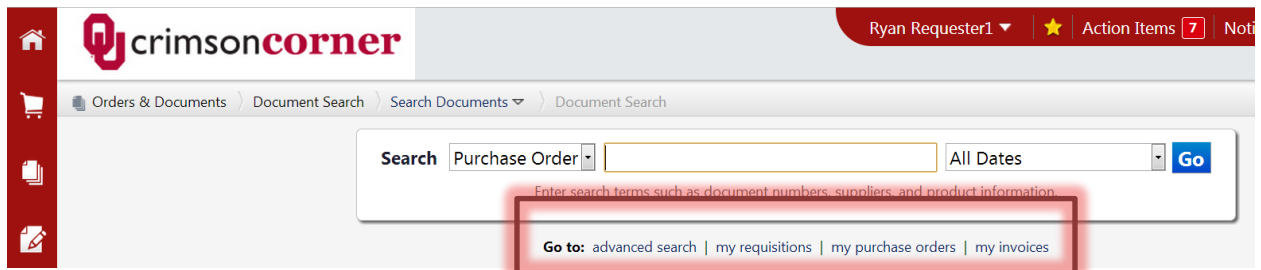 OU crimsoncorner
Ryan Requester1 Action Items 7 Noti
Orders & Documents Document Search Search Documents Document Search
Search Purchase Order All Dates Go
Enter search terms such as document numbers, suppliers, and product information.
Go to: advanced search | my requisitions | my purchase orders | my invoices